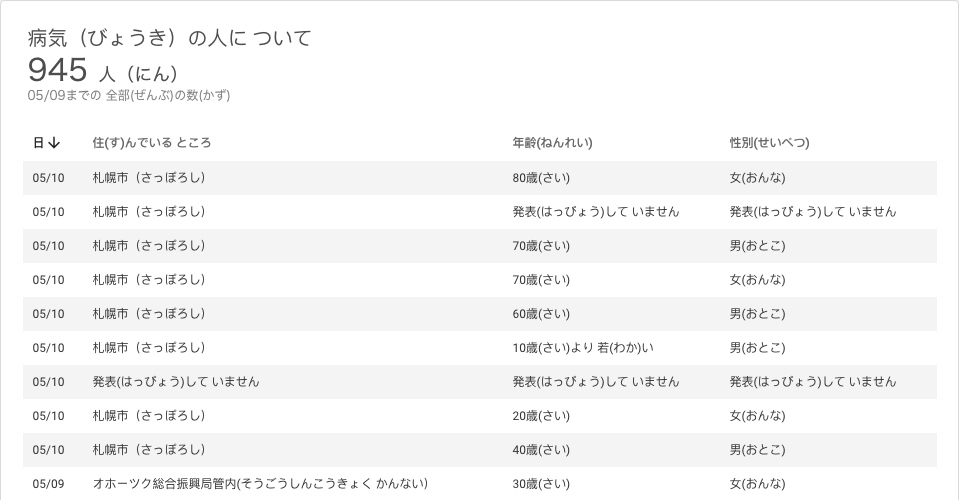 病気（びょうき）の人に ついて
945 人（にん）
05/09までの 全部(ぜんぶ)の数(かず)
日↓ 住(す)んでいる ところ 年齢(ねんれい) 性別(せいべつ)
05/10 札幌市（さっぽろし） 80歳(さい) 女(おんな)
05/10 札幌市（さっぽろし） 発表(はっぴょう)して いません 発表(はっぴょう)して いません
05/10 札幌市（さっぽろし） 70歳(さい) 男(おとこ)
05/10 札幌市（さっぽろし） 70歳(さい) 女(おんな)
05/10 札幌市（さっぽろし） 60歳(さい) 男(おとこ)
05/10 札幌市（さっぽろし） 10歳(さい)より 若(わか)い 男(おとこ)
05/10 発表(はっぴょう)して いません 発表(はっぴょう)して いません 発表(はっぴょう)して いません
05/10 札幌市（さっぽろし） 20歳(さい) 女(おんな)
05/10 札幌市（さっぽろし） 40歳(さい) 男(おとこ)
05/09 オホーツク総合振興局管内(そうごうしんこうきょく かんない） 30歳(さい) 女(おんな)